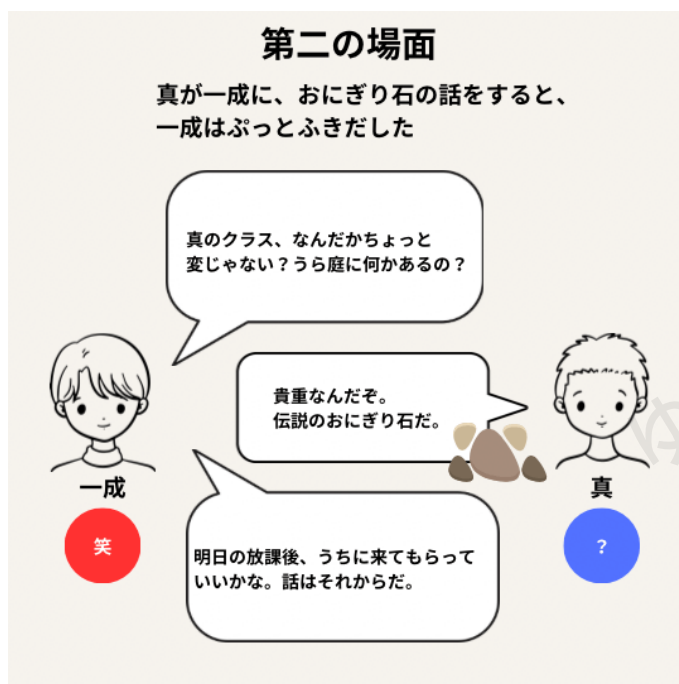 第二の場面
真が一成に、おにぎり石の話をすると、
一成はぷっとふきだした
真のクラス、なんだかちょっと
変じゃない？うら庭に何かあるの？
貴重なんだぞ。
伝説のおにぎり石だ。
一成
真
笑
？
明日の放課後、うちに来てもらって
いいかな。話はそれからだ。
ゆ